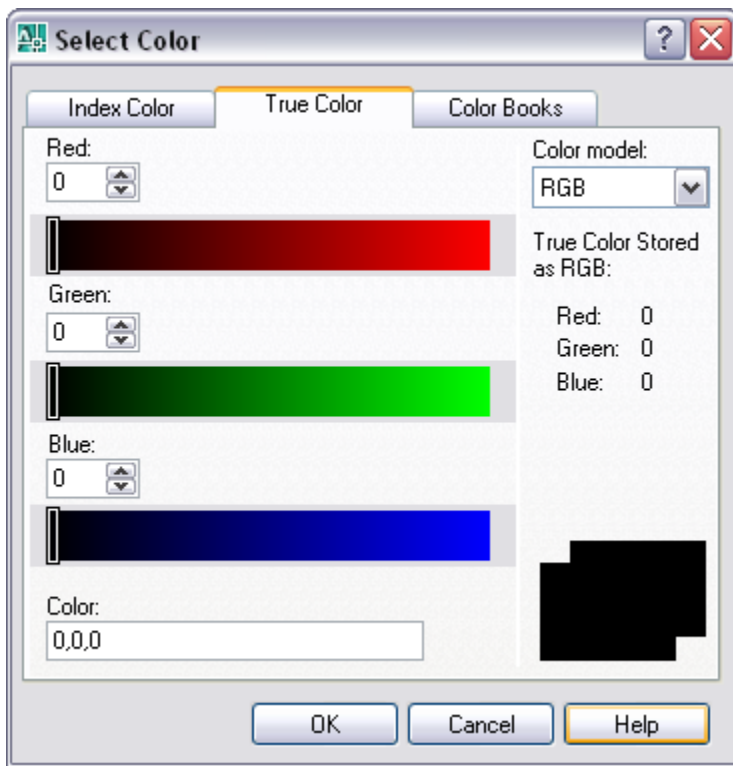 Select Color
Index Color True Color Color Books
Red:
0
Green:
0
Blue:
0
Color:
0,0,0
Color model:
RGB
True Color Stored
as RGB:
Red: 0
Green: 0
Blue: 0
OK Cancel Help